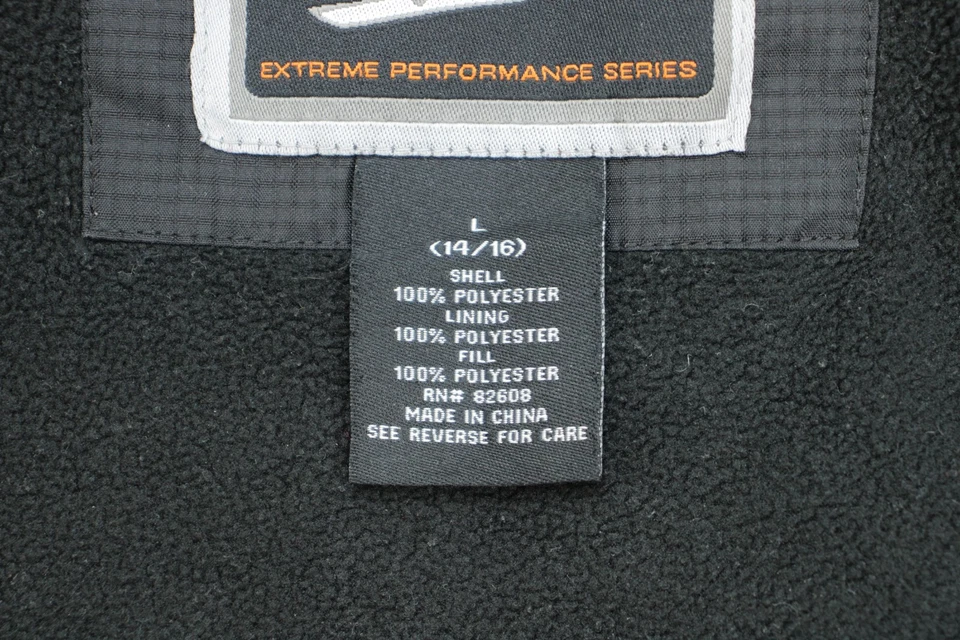 EXTREME PERFORMANCE SERIES
L
(14/16)
SHELL
100% POLYESTER
LINING
100% POLYESTER
FILL
100% POLYESTER
RN# 82608
MADE IN CHINA
SEE REVERSE FOR CARE